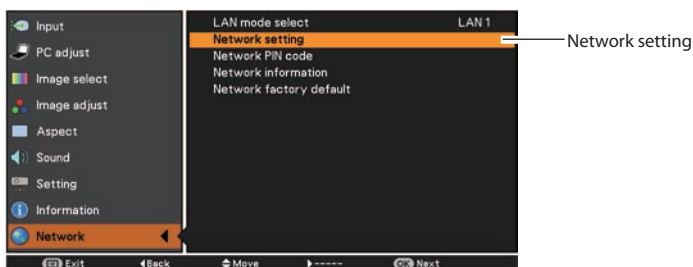 Input
PC adjust
Image select
Image adjust
Aspect
Sound
Setting
Information
Network
LAN mode select LAN 1
Network setting
Network PIN code
Network information
Network factory default
Network setting
Exit Back Move ----- OK Next